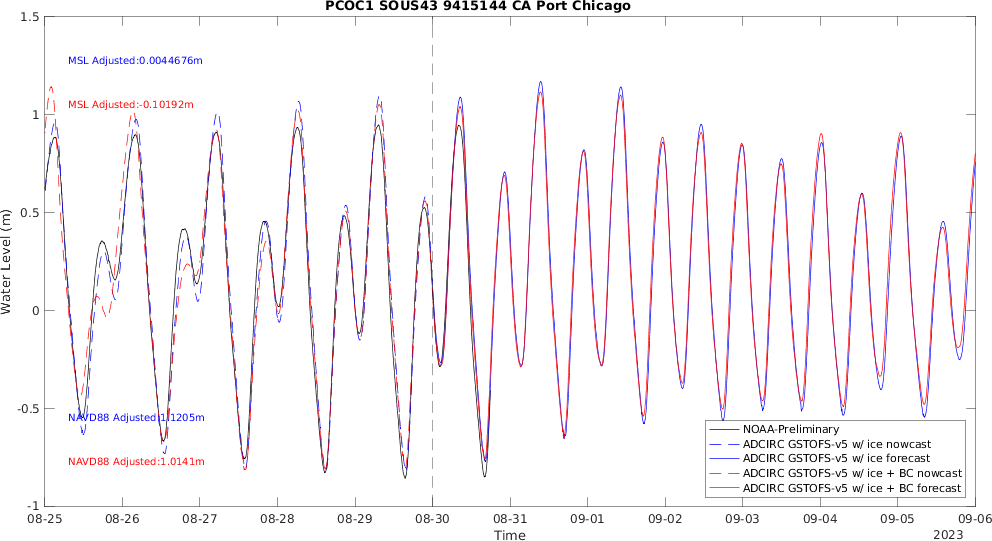 PCOC1 SOUS43 9415144 CA Port Chicago
1.5
1
0.5
0
-0.5
-1
Water Level (m)
MSL Adjusted:0.0044676m
MSL Adjusted:-0.10192m
NAVD88 Adjusted:1.1205m
NAVD88 Adjusted:1.0141m
NOAA-Preliminary
ADCIRC GSTOFS-v5 w/ ice nowcast
ADCIRC GSTOFS-v5 w/ ice forecast
ADCIRC GSTOFS-v5 w/ ice + BC nowcast
ADCIRC GSTOFS-v5 w/ ice + BC forecast
08-25 08-26 08-27 08-28 08-29 08-30 08-31 09-01 09-02 09-03 09-04 09-05 09-06
Time
2023